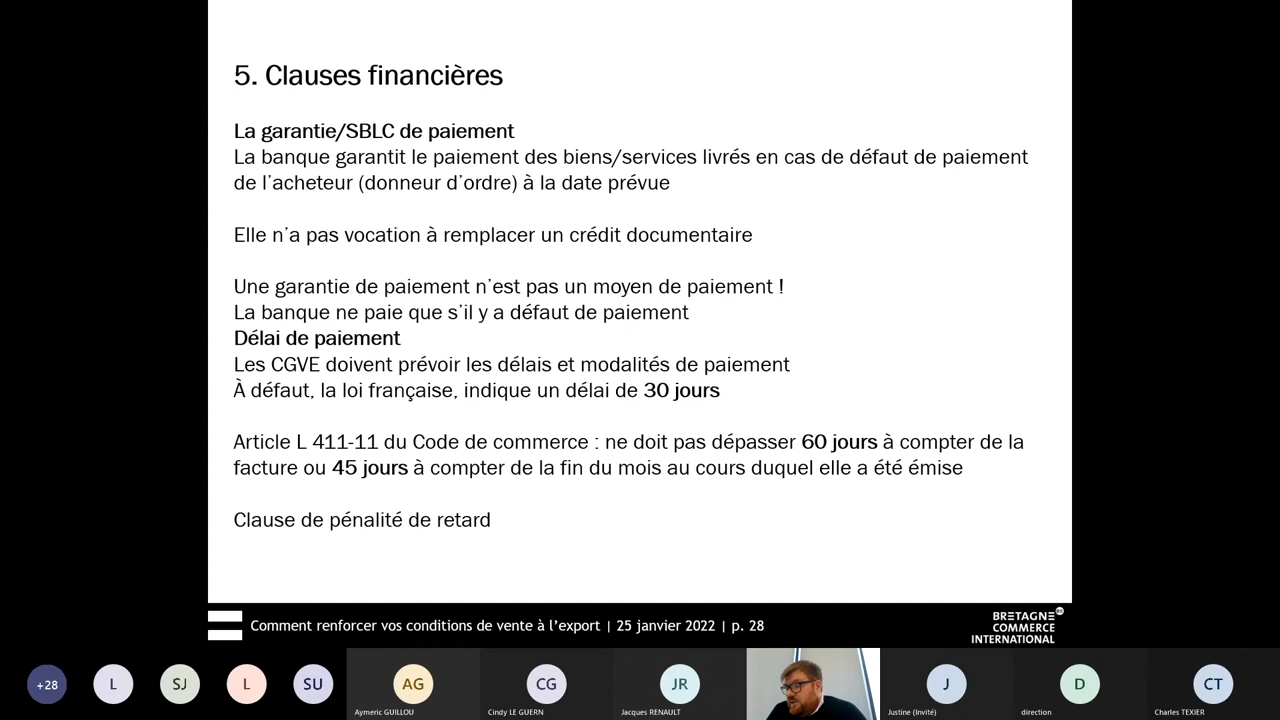 5. Clauses financières
La garantie/SBLC de paiement
La banque garantit le paiement des biens/services livrés en cas de défaut de paiement
de l'acheteur (donneur d'ordre) à la date prévue
Elle n'a pas vocation à remplacer un crédit documentaire
Une garantie de paiement n'est pas un moyen de paiement !
La banque ne paie que s'il y a défaut de paiement
Délai de paiement
Les CGVE doivent prévoir les délais et modalités de paiement
À défaut, la loi française, indique un délai de 30 jours
Article L 411-11 du Code de commerce : ne doit pas dépasser 60 jours à compter de la
facture ou 45 jours à compter de la fin du mois au cours duquel elle a été émise
Clause de pénalité de retard
Comment renforcer vos conditions de vente à l'export | 25 janvier 2022 | p. 28
BRETAGNE
COMMERCE
INTERNATIONAL
+28
L
SJ
L
SU
AG
CG
JR
J
D
CT
Aymeric GUILLOU
Cindy LE GUERN
Jacques RENAULT
Justine (Invité)
direction
Charles TEXIER